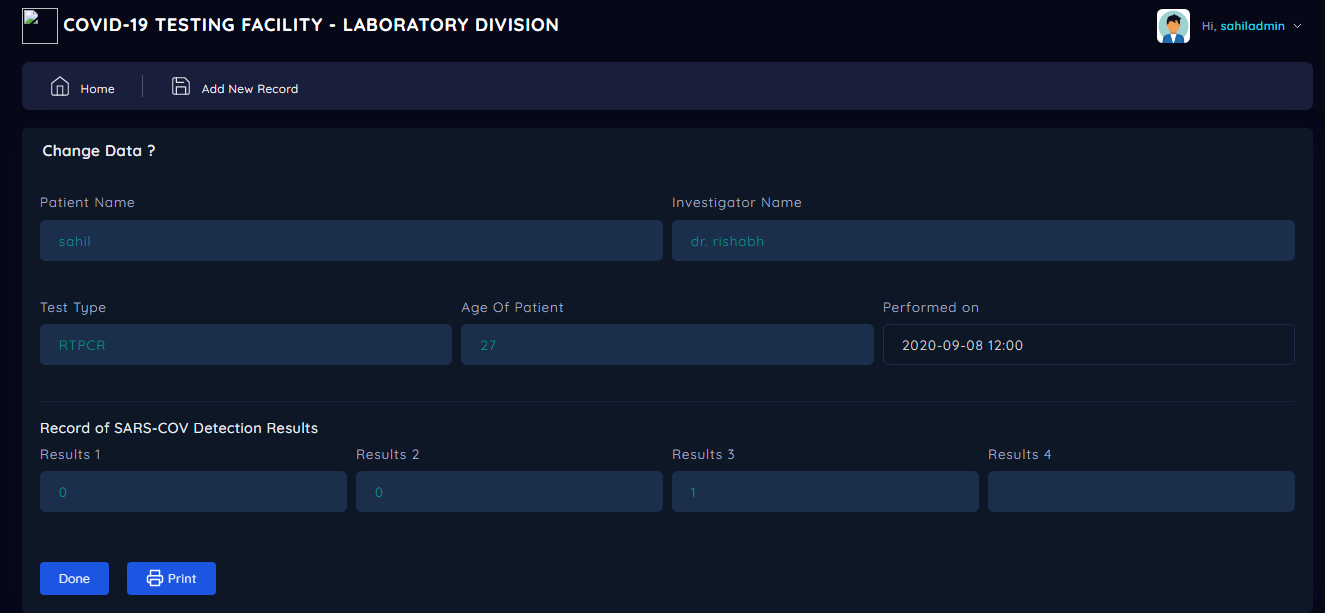 COVID-19 TESTING FACILITY - LABORATORY DIVISION
Hi, sahiladmin
Home
Add New Record
Change Data ?
Patient Name
Investigator Name
sahil
dr. rishabh
Test Type
Age Of Patient
Performed on
RTPCR
27
2020-09-08 12:00
Record of SARS-COV Detection Results
Results 1
Results 2
Results 3
Results 4
0
0
1
Done
Print